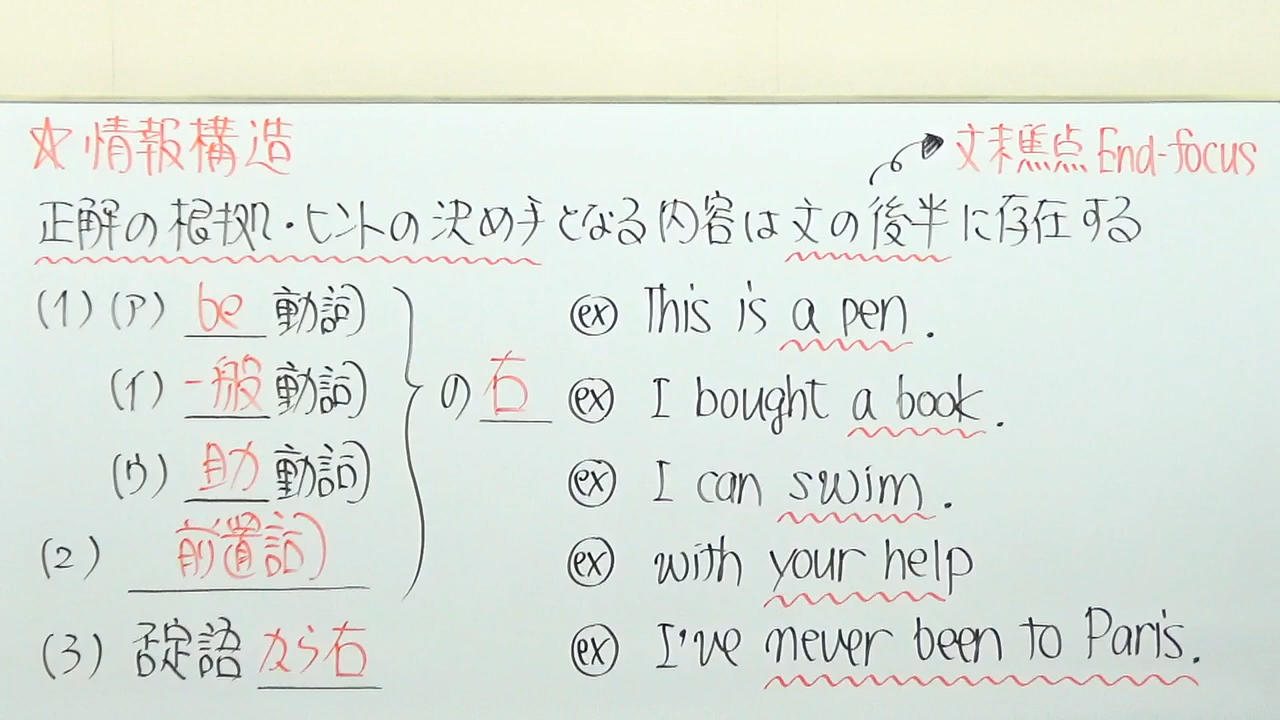 ☆情報構造
文末焦点 End-focus
正解の根拠・ヒントの決め手となる内容は文の後半に存在する
(1)(ア) be 動詞 ex This is a pen.
(イ) 一般動詞 の 右 ex I bought a book.
(ウ) 助動詞 ex I can swim.
(2) 前置詞 ex with your help
(3) 否定語から右 ex I've never been to Paris.